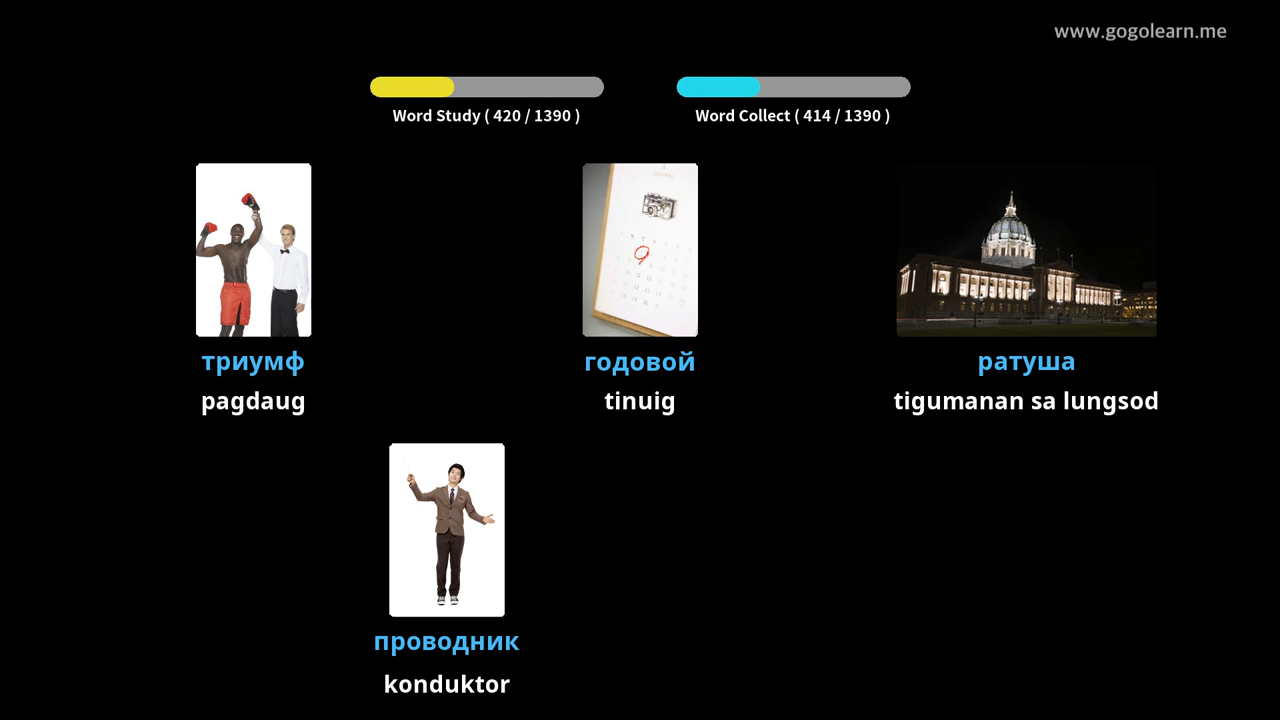 www.gogolearn.me
Word Study ( 420 / 1390 )
Word Collect ( 414 / 1390 )
триумф
годовой
ратуша
pagdaug
tinuig
tigumanan sa lungsod
проводник
konduktor